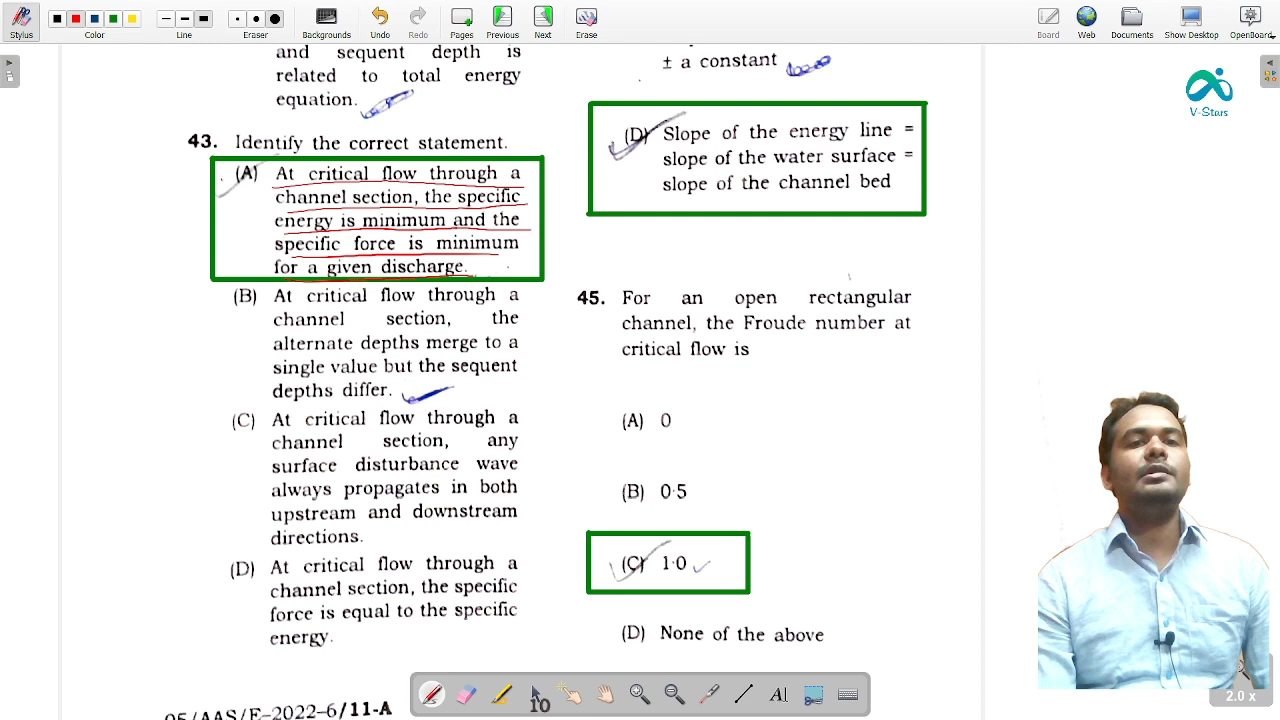 Stylus
Color
Line
Eraser
Backgrounds
Undo
Redo
Pages
Previous
Next
Erase
Board
Web
Documents
Show Desktop
OpenBoard
V-Stars
and sequent depth is
related to total energy
equation.
43. Identify the correct statement.
(A) At critical flow through a
channel section, the specific
energy is minimum and the
specific force is minimum
for a given discharge.
(B) At critical flow through a
channel section, the
alternate depths merge to a
single value but the sequent
depths differ.
(C) At critical flow through a
channel section, any
surface disturbance wave
always propagates in both
upstream and downstream
directions.
(D) At critical flow through a
channel section, the specific
force is equal to the specific
energy.
± a constant
(D) Slope of the energy line =
slope of the water surface =
slope of the channel bed
45. For an open rectangular
channel, the Froude number at
critical flow is
(A) 0
(B) 0·5
(C) 1·0
(D) None of the above
05/AAS/E-2022-6/11-A
10
AI
2.0 x